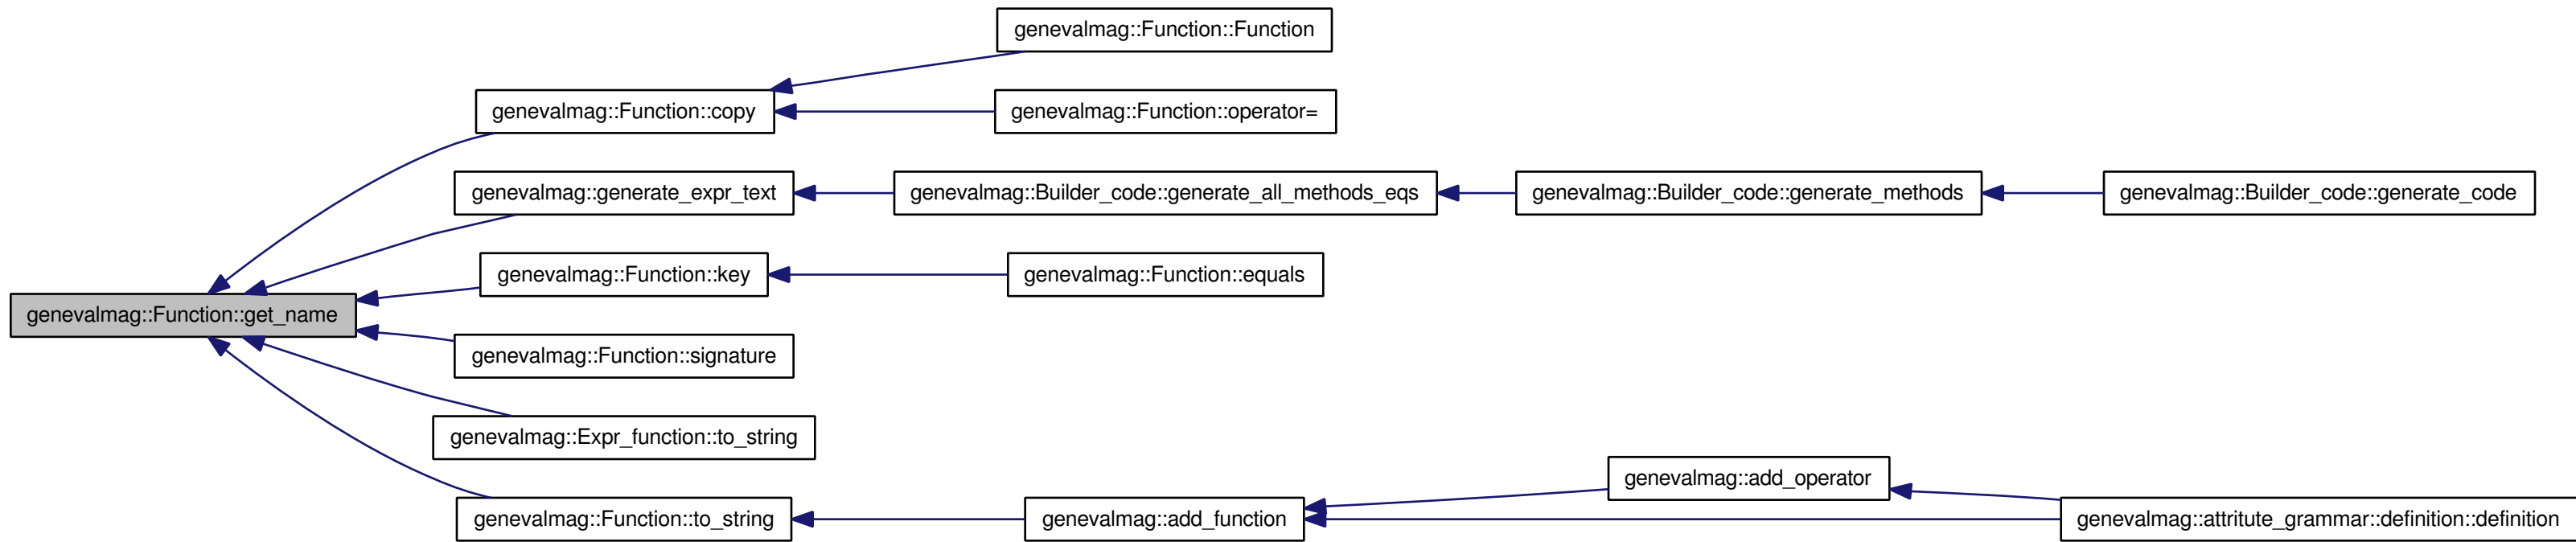 genevalmag::Function::Function
genevalmag::Function::copy
genevalmag::Function::operator=
genevalmag::generate_expr_text
genevalmag::Builder_code::generate_all_methods_eqs
genevalmag::Builder_code::generate_methods
genevalmag::Builder_code::generate_code
genevalmag::Function::key
genevalmag::Function::equals
genevalmag::Function::get_name
genevalmag::Function::signature
genevalmag::Expr_function::to_string
genevalmag::add_operator
genevalmag::Function::to_string
genevalmag::add_function
genevalmag::attritute_grammar::definition::definition